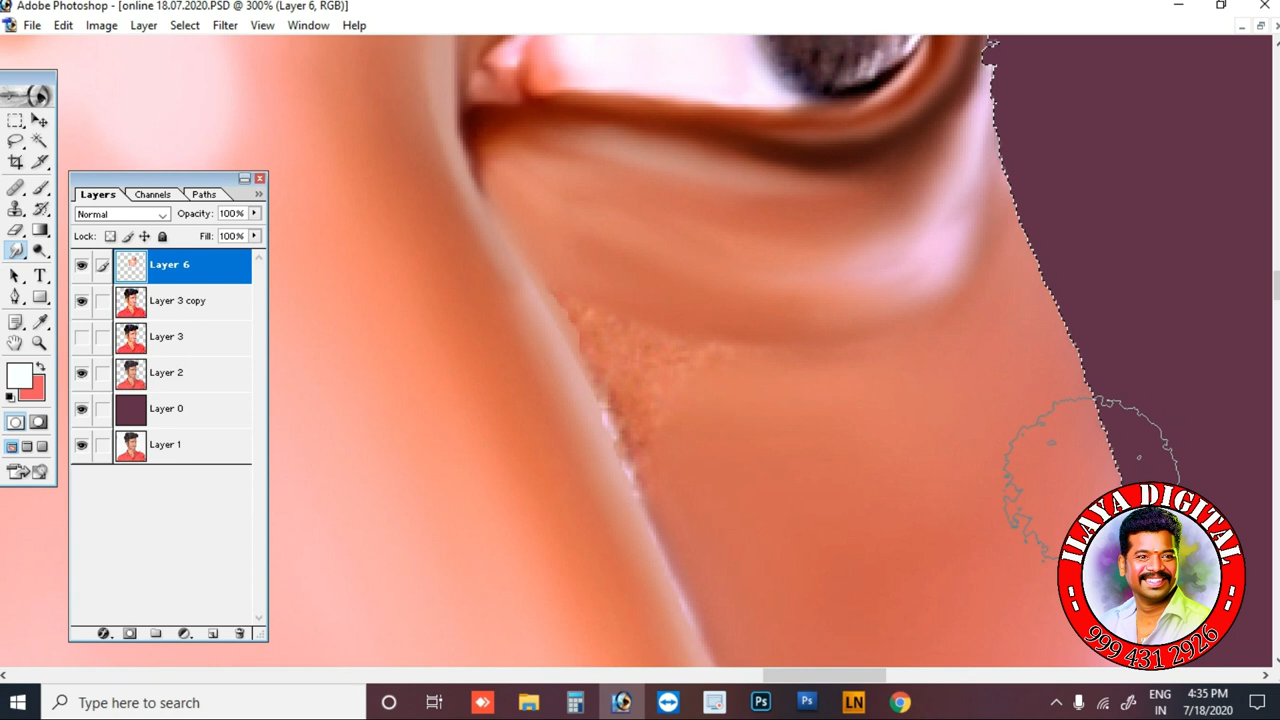 Adobe Photoshop - [online 18.07.2020.PSD @ 300% (Layer 6, RGB)]
File Edit Image Layer Select Filter View Window Help
Layers Channels Paths
Normal Opacity: 100%
Lock: Fill: 100%
Layer 6
Layer 3 copy
Layer 3
Layer 2
Layer 0
Layer 1
ILAYA DIGITAL
999 431 2926
Type here to search
Ps
Ps
LN
ENG
IN
4:35 PM
7/18/2020